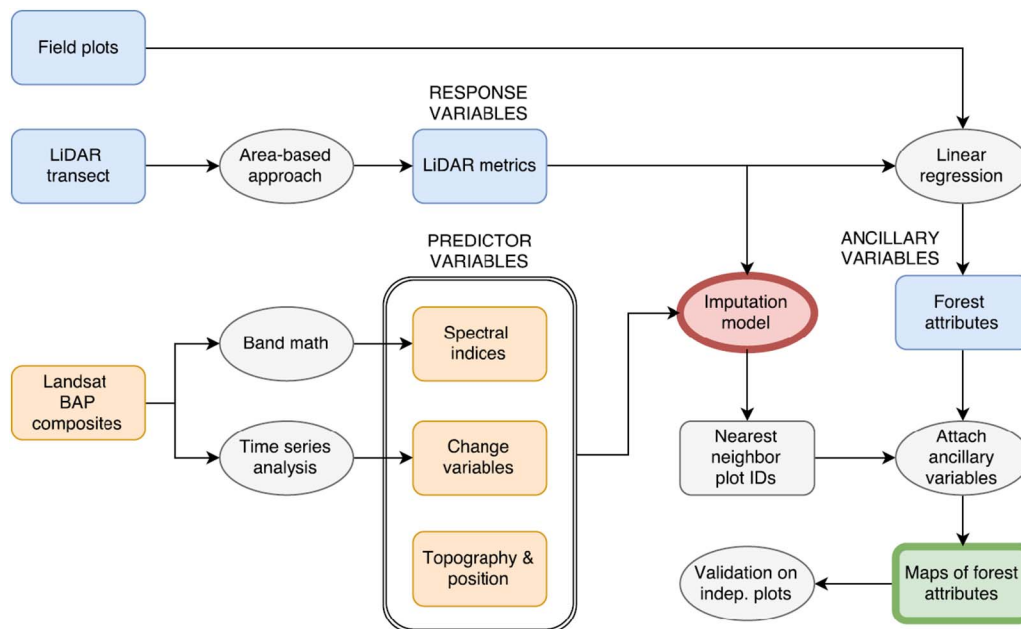 Field plots
RESPONSE
VARIABLES
LiDAR
transect
Area-based
approach
LiDAR metrics
Linear
regression
PREDICTOR
VARIABLES
ANCILLARY
VARIABLES
Imputation
model
Forest
attributes
Band math
Spectral
indices
Landsat
BAP
composites
Time series
analysis
Change
variables
Nearest
neighbor
plot IDs
Attach
ancillary
variables
Topography &
position
Validation on
indep. plots
Maps of forest
attributes